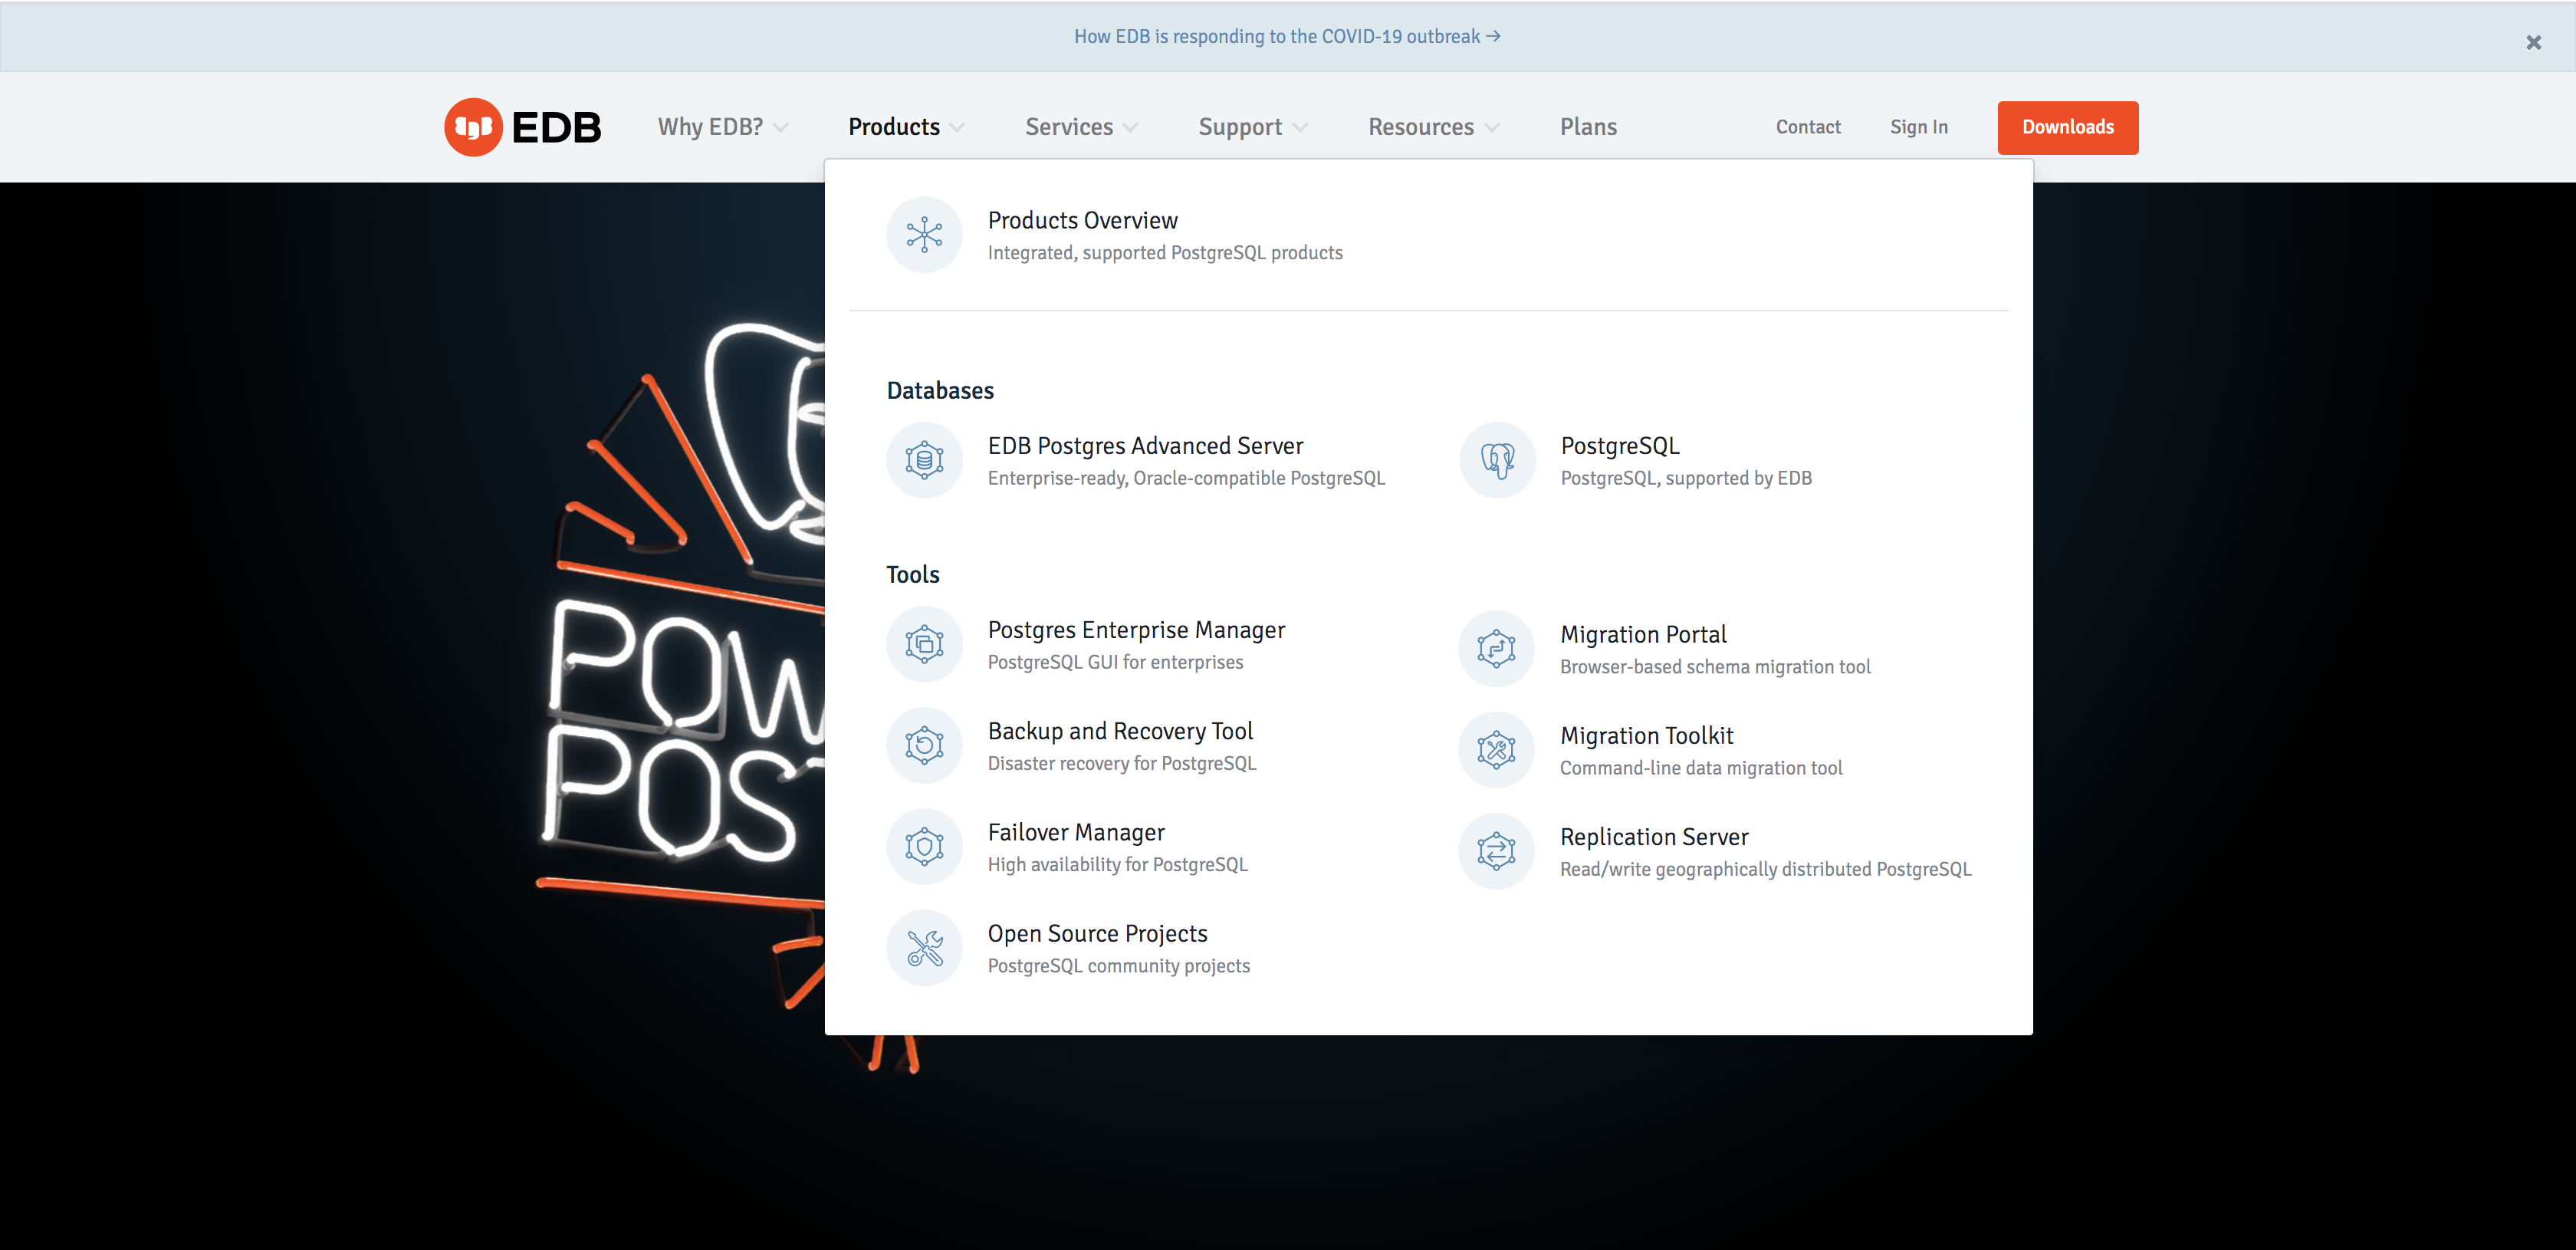 How EDB is responding to the COVID-19 outbreak →
EDB
Why EDB?
Products
Services
Support
Resources
Plans
Contact
Sign In
Downloads
Products Overview
Integrated, supported PostgreSQL products
Databases
EDB Postgres Advanced Server
Enterprise-ready, Oracle-compatible PostgreSQL
PostgreSQL
PostgreSQL, supported by EDB
Tools
Postgres Enterprise Manager
PostgreSQL GUI for enterprises
Migration Portal
Browser-based schema migration tool
Backup and Recovery Tool
Disaster recovery for PostgreSQL
Migration Toolkit
Command-line data migration tool
Failover Manager
High availability for PostgreSQL
Replication Server
Read/write geographically distributed PostgreSQL
Open Source Projects
PostgreSQL community projects
POW
POST